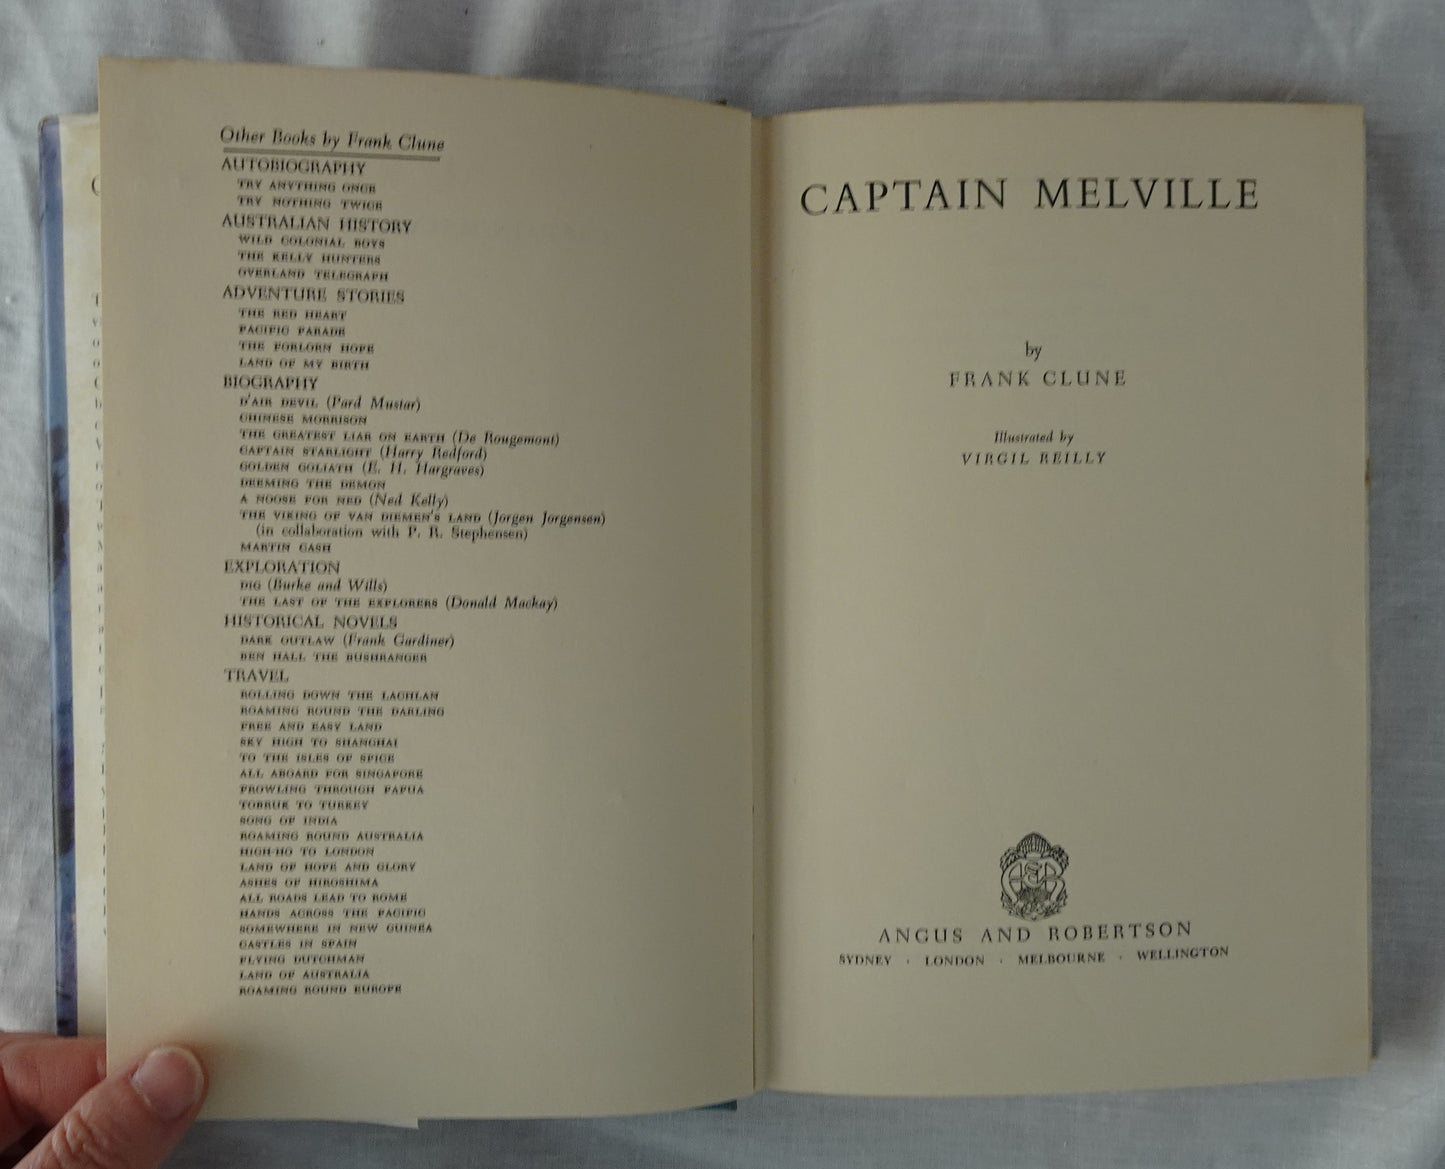 Other Books by Frank Clune
AUTOBIOGRAPHY
TRY ANYTHING ONCE
TRY NOTHING TWICE
AUSTRALIAN HISTORY
WILD COLONIAL BOYS
THE KELLY HUNTERS
OVERLAND TELEGRAPH
ADVENTURE STORIES
THE RED HEART
PACIFIC PARADE
THE FORLORN HOPE
LAND OF MY BIRTH
BIOGRAPHY
D'AIR DEVIL (Pard Mustar)
CHINESE MORRISON
THE GREATEST LIAR ON EARTH (De Rougemont)
CAPTAIN STARLIGHT (Harry Redford)
GOLDEN GOLIATH (E. H. Hargraves)
DEEMING THE DEMON
A NOOSE FOR NED (Ned Kelly)
THE VIKING OF VAN DIEMEN'S LAND (Jorgen Jorgensen)
(in collaboration with P. R. Stephensen)
MARTIN CASH
EXPLORATION
DIG (Burke and Wills)
THE LAST OF THE EXPLORERS (Donald Mackay)
HISTORICAL NOVELS
DARK OUTLAW (Frank Gardiner)
BEN HALL THE BUSHRANGER
TRAVEL
ROLLING DOWN THE LACHLAN
ROAMING ROUND THE DARLING
FREE AND EASY LAND
SKY HIGH TO SHANGHAI
TO THE ISLES OF SPICE
ALL ABOARD FOR SINGAPORE
PROWLING THROUGH PAPUA
TOBRUK TO TURKEY
SONG OF INDIA
ROAMING ROUND AUSTRALIA
HIGH-HO TO LONDON
LAND OF HOPE AND GLORY
ASHES OF HIROSHIMA
ALL ROADS LEAD TO ROME
HANDS ACROSS THE PACIFIC
SOMEWHERE IN NEW GUINEA
CASTLES IN SPAIN
FLYING DUTCHMAN
LAND OF AUSTRALIA
ROAMING ROUND EUROPE
CAPTAIN MELVILLE
by
FRANK CLUNE
Illustrated by
VIRGIL REILLY
A&R
ANGUS AND ROBERTSON
SYDNEY · LONDON · MELBOURNE · WELLINGTON